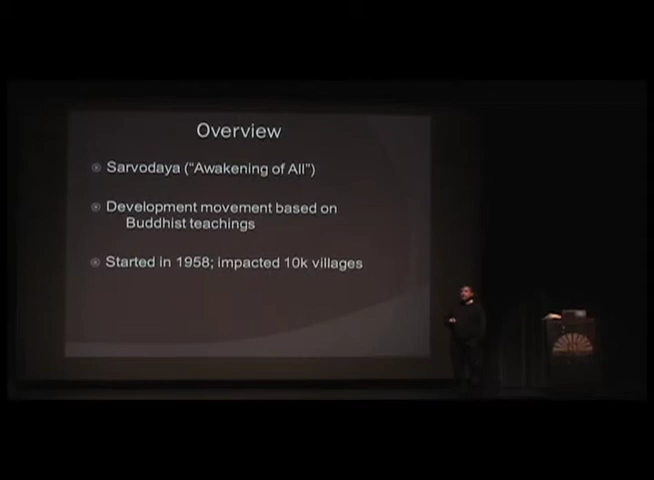 Overview
Sarvodaya ("Awakening of All")
Development movement based on
Buddhist teachings
Started in 1958; impacted 10k villages